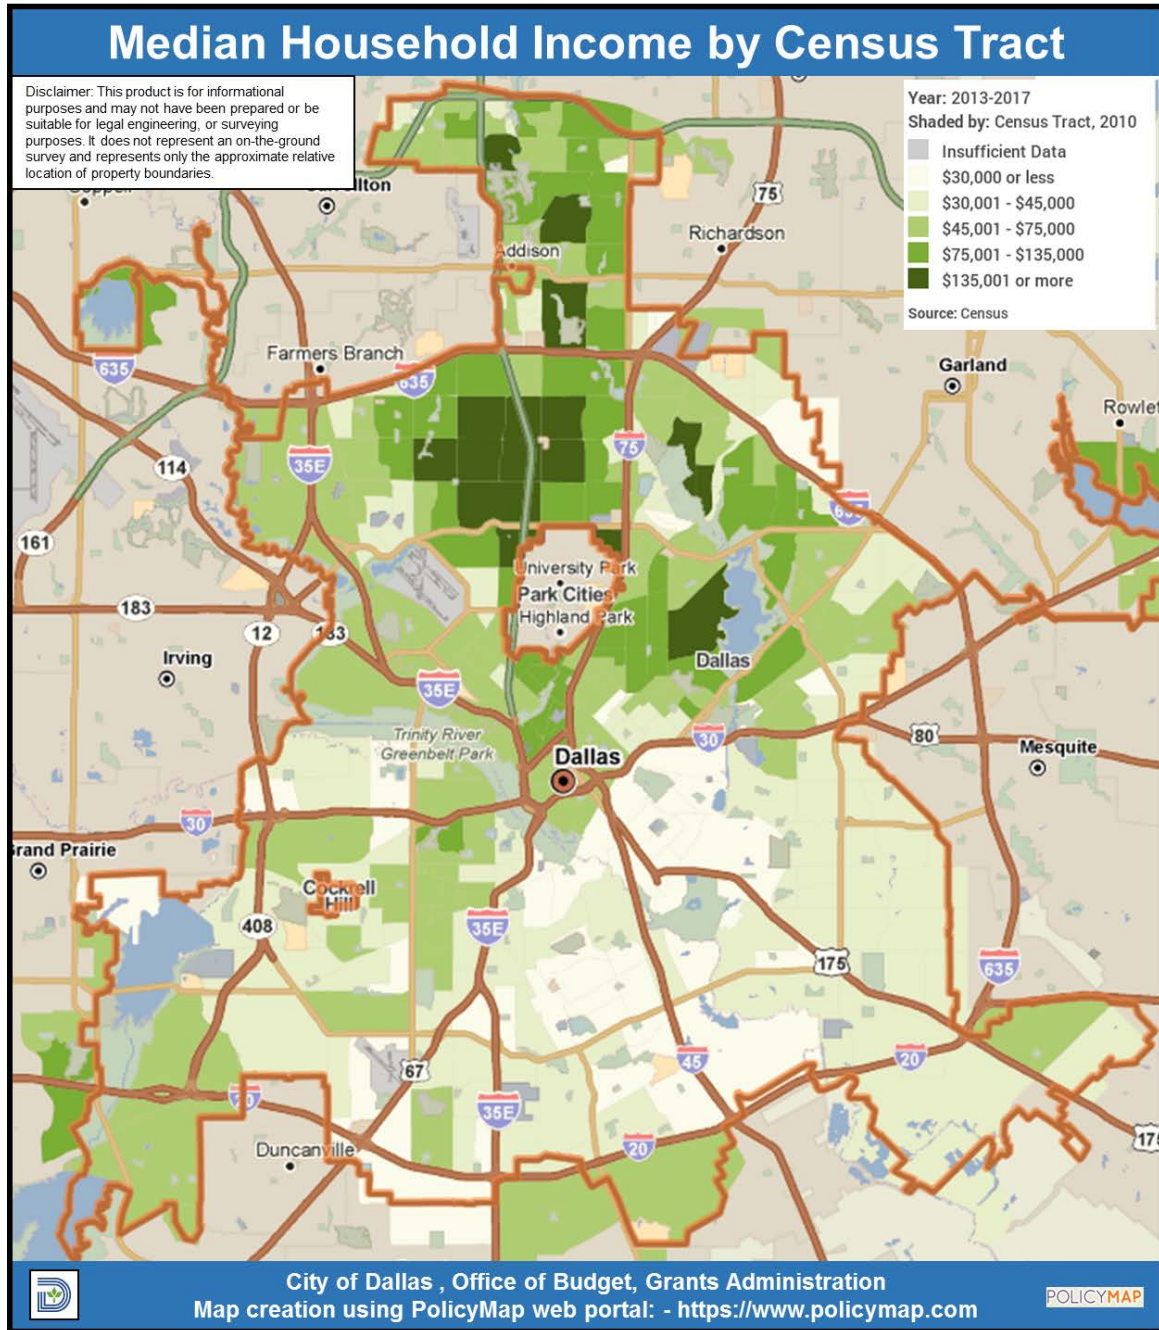 Median Household Income by Census Tract
Disclaimer: This product is for informational
purposes and may not have been prepared or be
suitable for legal engineering, or surveying
purposes. It does not represent an on-the-ground
survey and represents only the approximate relative
location of property boundaries.
Year: 2013-2017
Shaded by: Census Tract, 2010
Insufficient Data
$30,000 or less
$30,001 - $45,000
$45,001 - $75,000
$75,001 - $135,000
$135,001 or more
Source: Census
75
Richardson
Addison
Farmers Branch
635
635
Garland
114
35E
75
635
161
University Park
Park Cities
Highland Park
183
12
183
Irving
35E
Dallas
Trinity River
Greenbelt Park
30
80
Dallas
Mesquite
30
Grand Prairie
Cockrell
Hill
408
35E
175
635
67
45
20
20
35E
Duncanville
20
175
City of Dallas , Office of Budget, Grants Administration
Map creation using PolicyMap web portal: - https://www.policymap.com
POLICYMAP